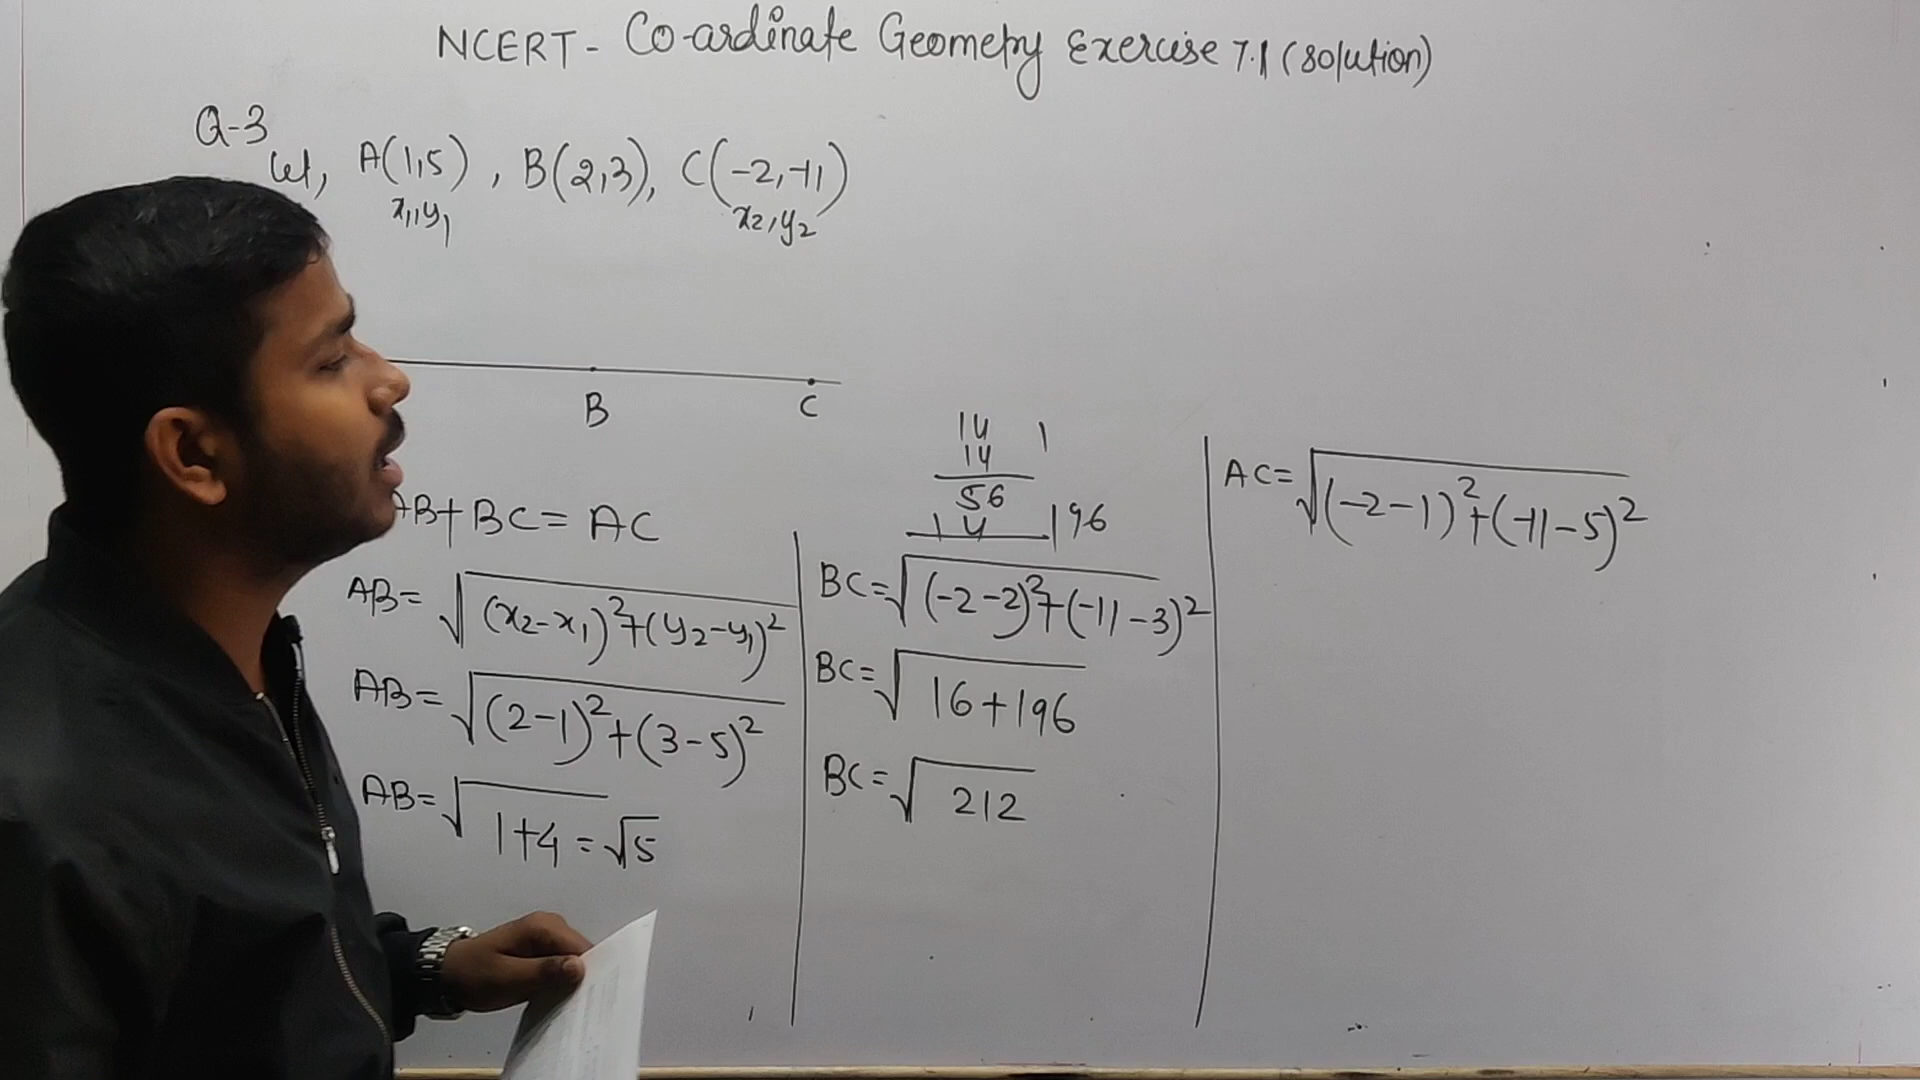 NCERT- Co-ordinate Geometry Exercise 7.1 (solution)
Q-3
let, A(1,5), B(2,3), C(-2,-11)
x1,y1 x2,y2
B C
AB+BC=AC
AB= √(x2-x1)²+(y2-y1)²
AB= √(2-1)²+(3-5)²
AB= √1+4 = √5
14 1
14
56
14 196
BC= √(-2-2)²+(-11-3)²
BC= √16+196
BC= √212
AC= √(-2-1)²+(-11-5)²